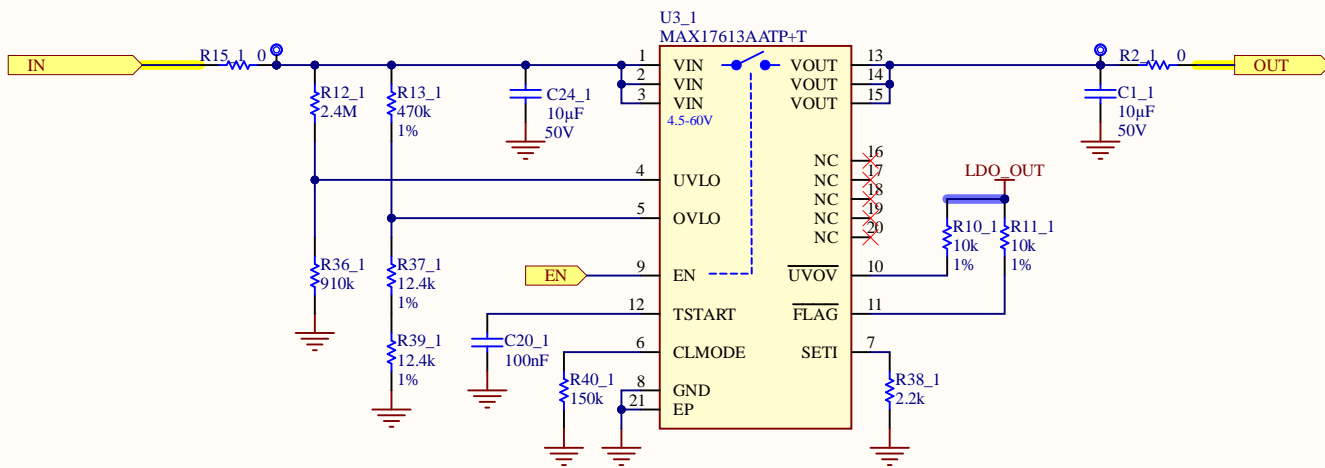 U3_1
MAX17613AATP+T
IN
R15_1 0
1 VIN
2 VIN
3 VIN
4.5-60V
VOUT 13
VOUT 14
VOUT 15
R2_1 0
OUT
R12_1
2.4M
R13_1
470k
1%
C24_1
10µF
50V
C1_1
10µF
50V
NC 16
NC 17
NC 18
NC 19
NC 20
LDO_OUT
4 UVLO
5 OVLO
R10_1
10k
1%
R11_1
10k
1%
R36_1
910k
R37_1
12.4k
1%
EN
9 EN
UVOV 10
12 TSTART
FLAG 11
R39_1
12.4k
1%
C20_1
100nF
6 CLMODE
SETI 7
R40_1
150k
8 GND
21 EP
R38_1
2.2k